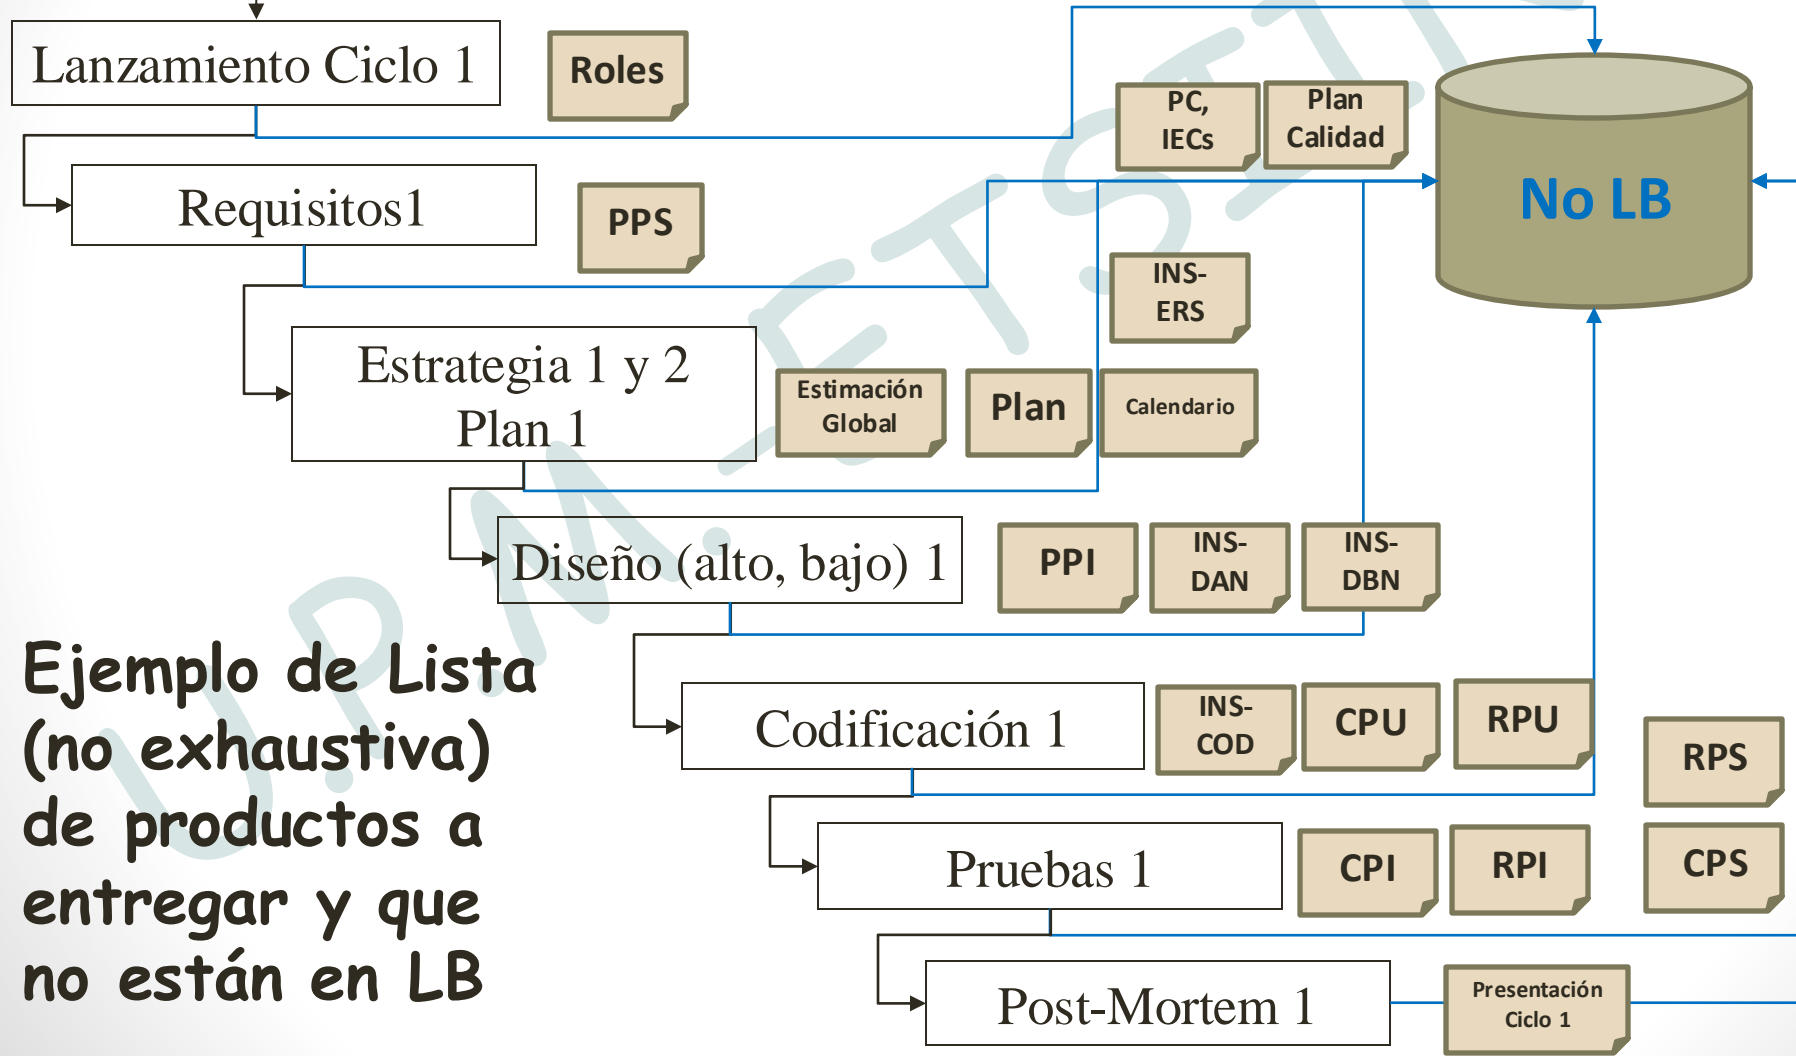 Lanzamiento Ciclo 1
Roles
PC,
IECs
Plan
Calidad
No LB
Requisitos1
PPS
INS-
ERS
Estrategia 1 y 2
Plan 1
Estimación
Global
Plan
Calendario
Diseño (alto, bajo) 1
PPI
INS-
DAN
INS-
DBN
Ejemplo de Lista
(no exhaustiva)
de productos a
entregar y que
no están en LB
Codificación 1
INS-
COD
CPU
RPU
RPS
Pruebas 1
CPI
RPI
CPS
Post-Mortem 1
Presentación
Ciclo 1